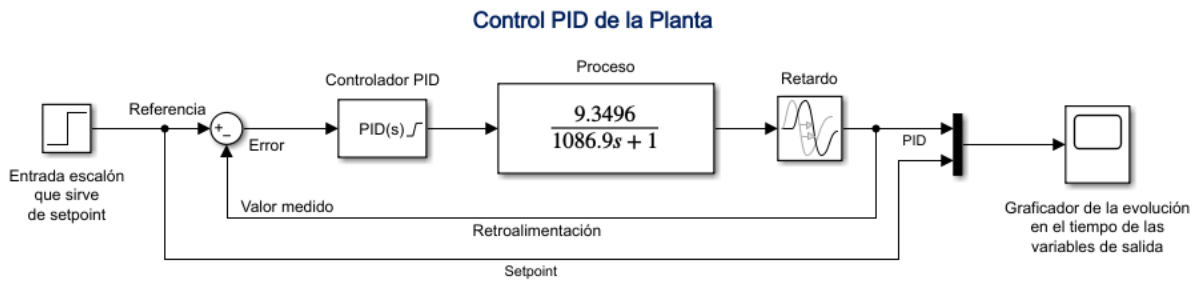 Control PID de la Planta
Proceso
Controlador PID
Retardo
Referencia
+
−
PID(s)
9.3496
1086.9s + 1
Error
PID
Entrada escalón
que sirve
de setpoint
Valor medido
Retroalimentación
Setpoint
Graficador de la evolución
en el tiempo de las
variables de salida